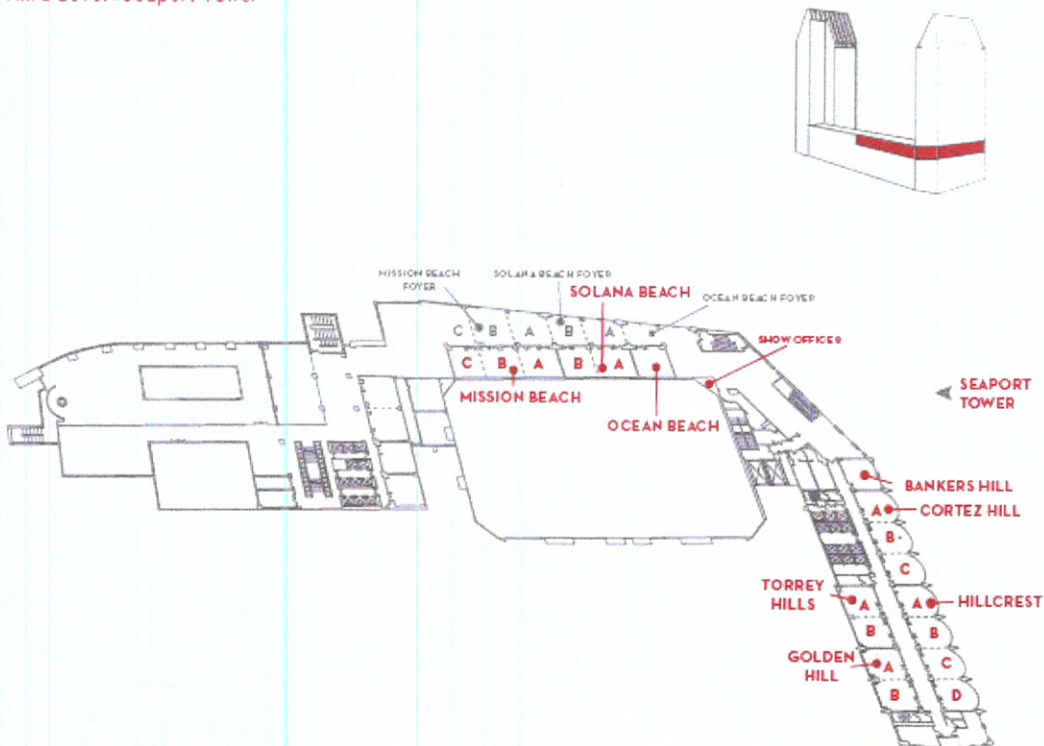 MISSION BEACH
FOYER
SOLANA BEACH FOYER
SOLANA BEACH
OCEAN BEACH FOYER
C B A B A
SHOW OFFICES
C B A B A
MISSION BEACH
OCEAN BEACH
SEAPORT
TOWER
BANKERS HILL
A CORTEZ HILL
B
C
TORREY
HILLS
A
A HILLCREST
B
B
GOLDEN
HILL
A
C
B
D